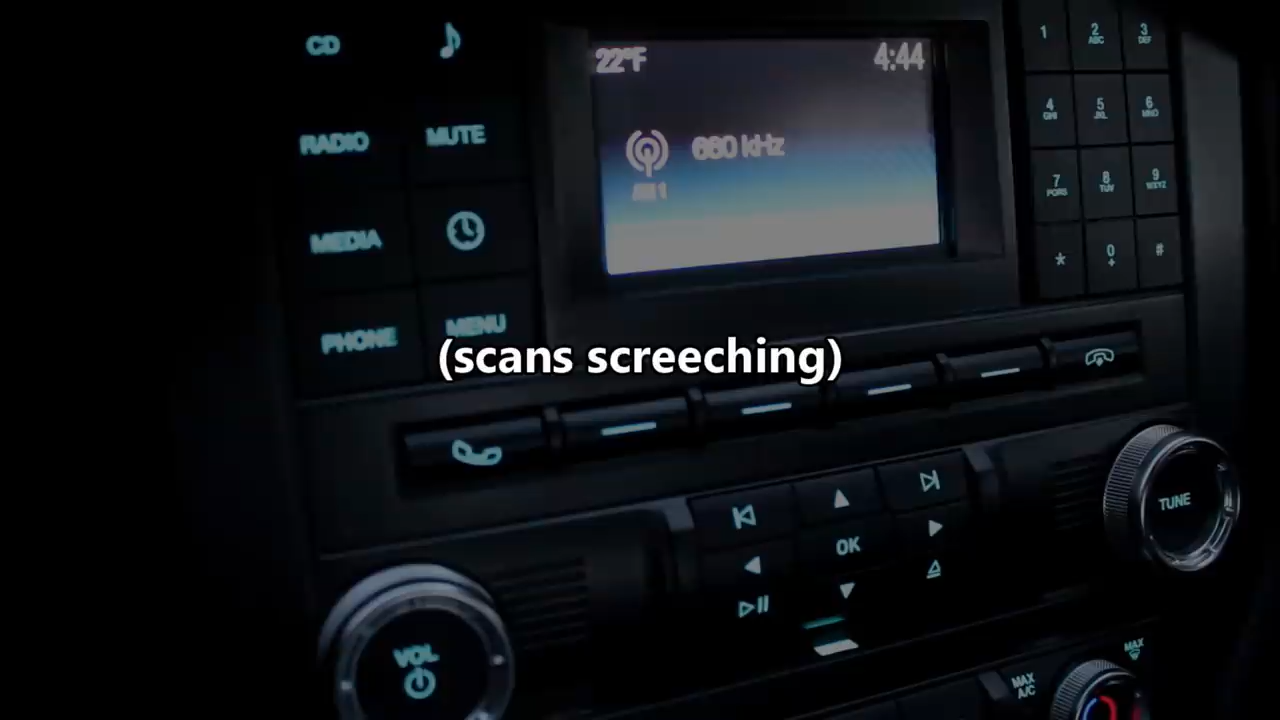 CD
RADIO
MUTE
MEDIA
PHONE
MENU
22°F
4:44
AM 1
kHz
1
2 ABC
3 DEF
4 GHI
5 JKL
6 MNO
7 PQRS
8 TUV
9 WXYZ
*
0 +
#
(scans screeching)
OK
TUNE
VOL
MAX A/C
MAX